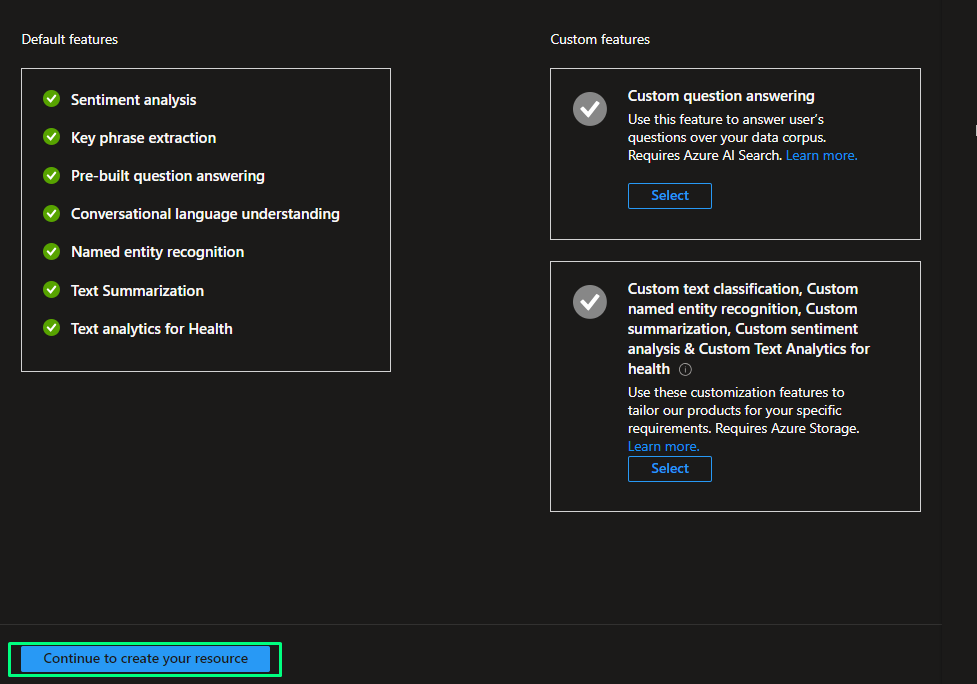 Default features
Sentiment analysis
Key phrase extraction
Pre-built question answering
Conversational language understanding
Named entity recognition
Text Summarization
Text analytics for Health
Custom features
Custom question answering
Use this feature to answer user’s
questions over your data corpus.
Requires Azure AI Search. Learn more.
Select
Custom text classification, Custom
named entity recognition, Custom
summarization, Custom sentiment
analysis & Custom Text Analytics for
health
Use these customization features to
tailor our products for your specific
requirements. Requires Azure Storage.
Learn more.
Select
Continue to create your resource